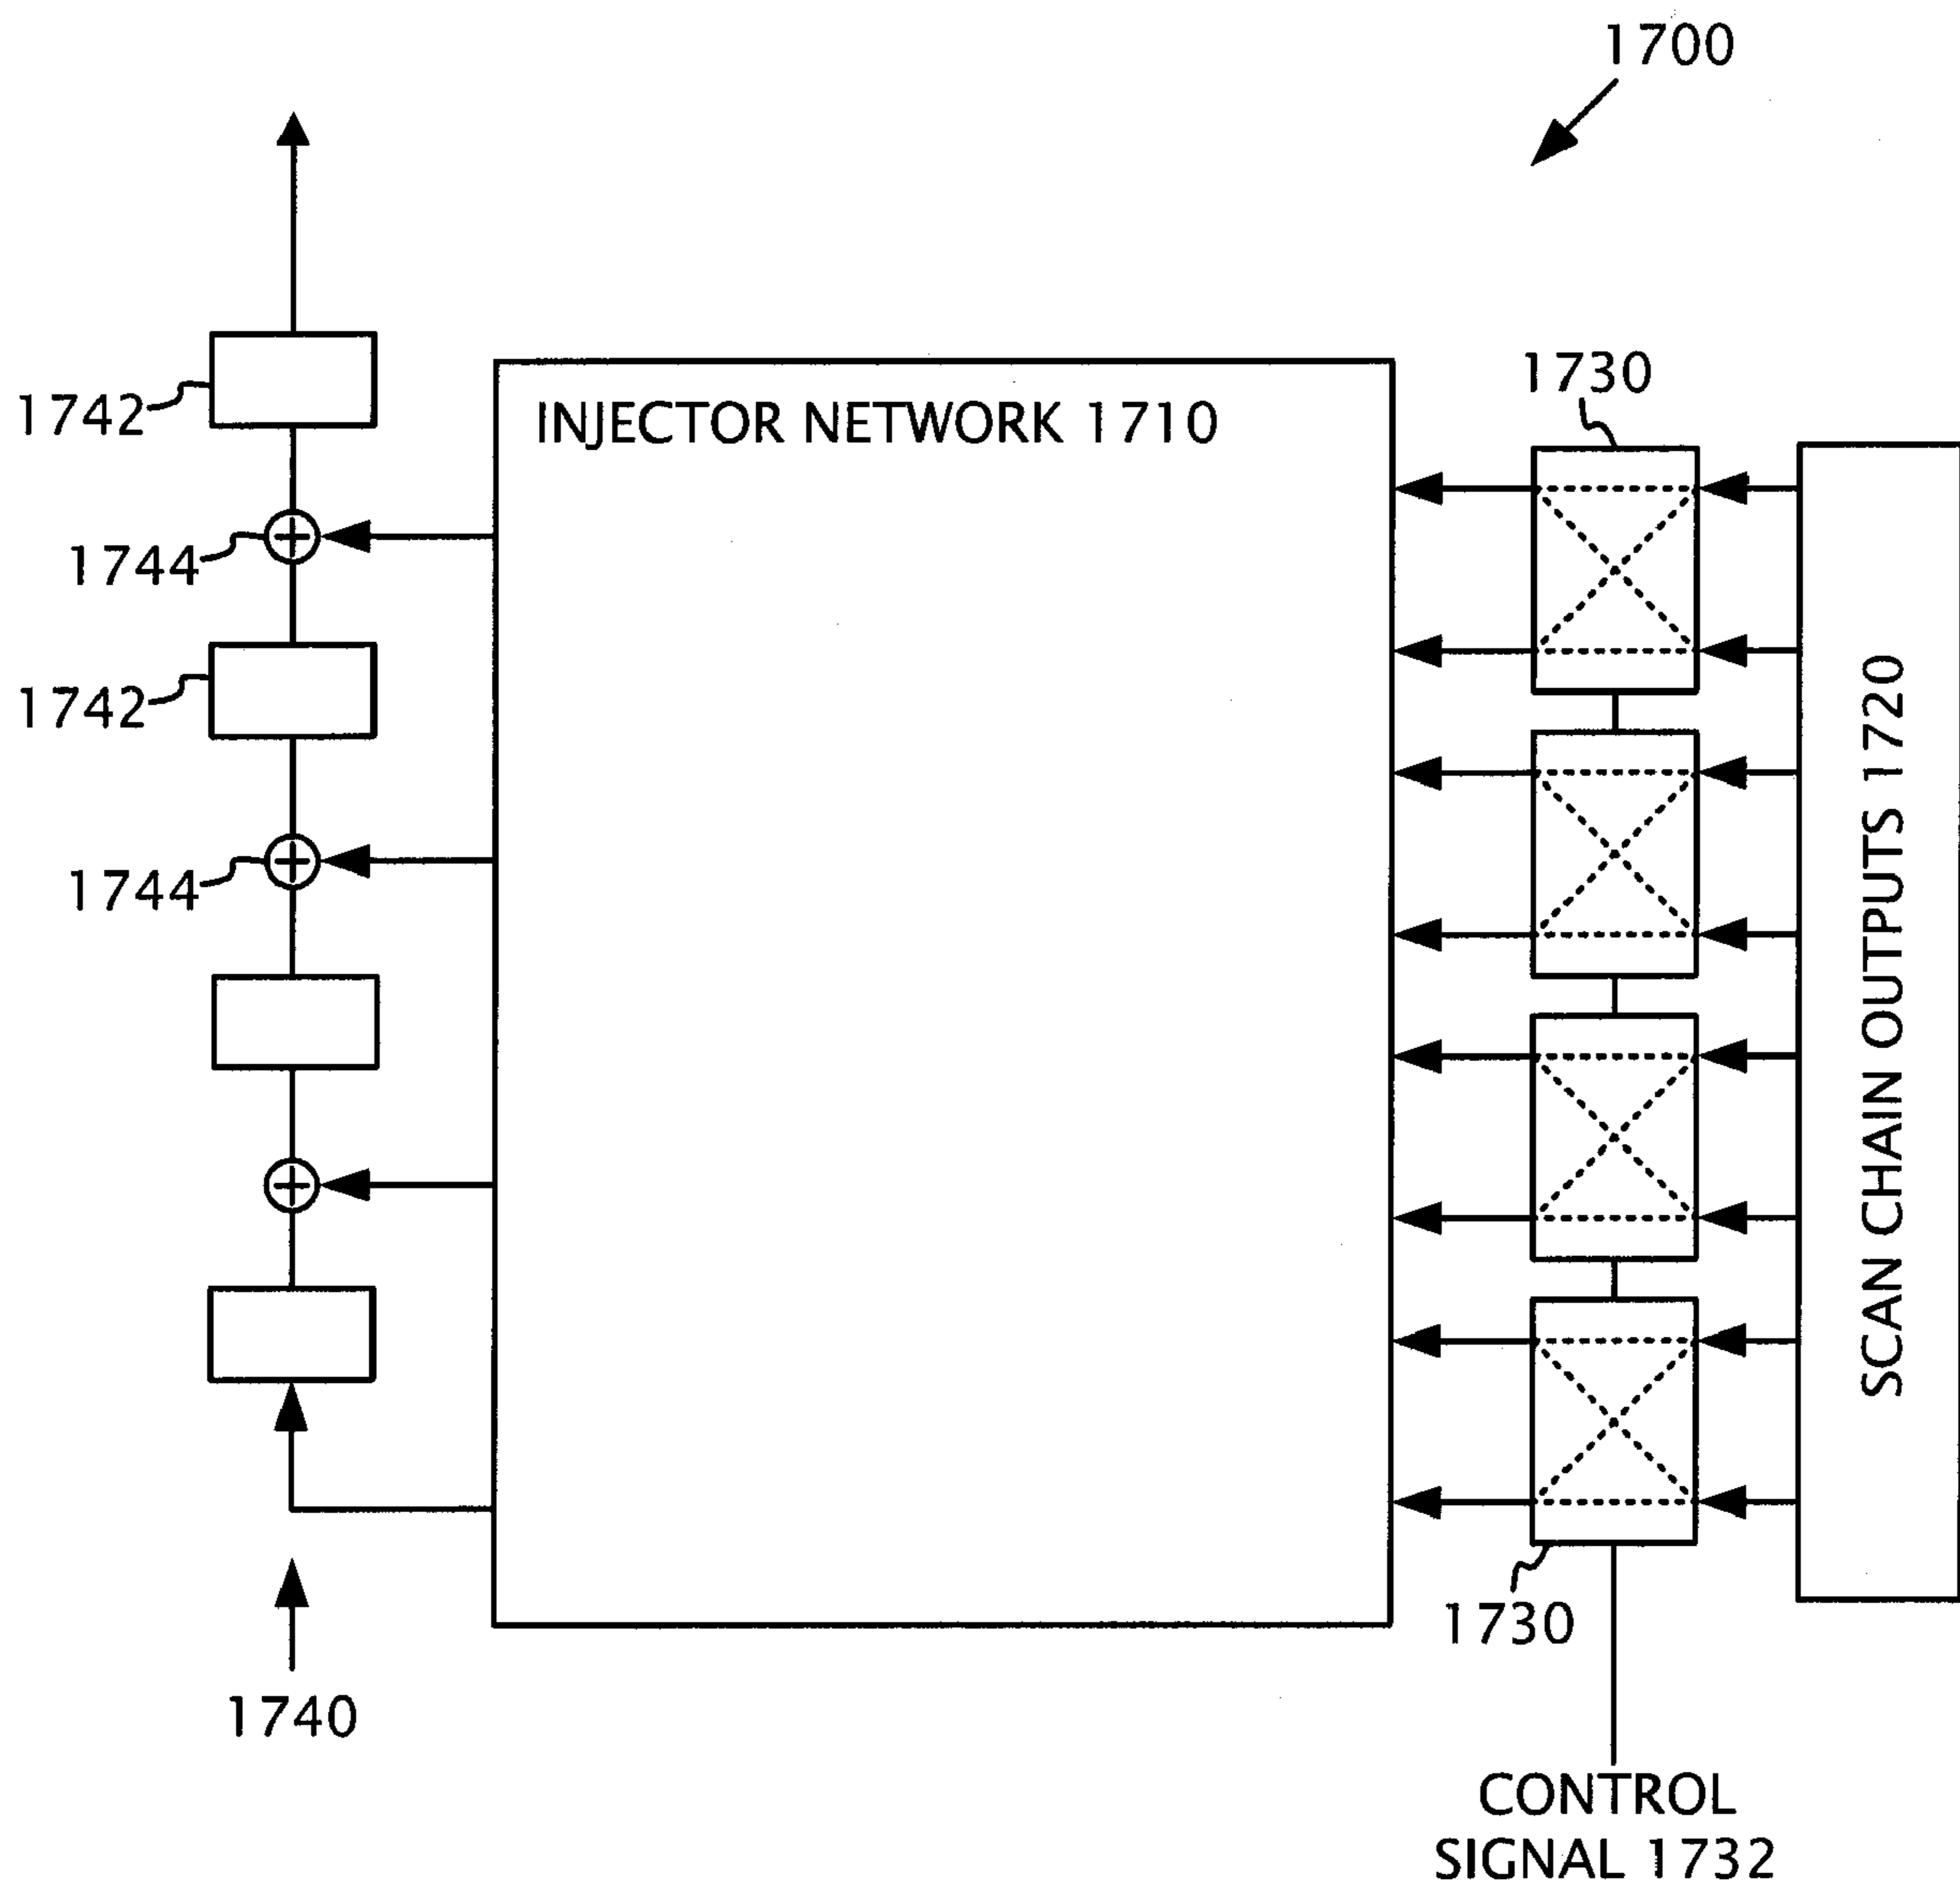 1700
1730
1742
INJECTOR NETWORK 1710
1744
1742
1744
SCAN CHAIN OUTPUTS 1720
1730
1740
CONTROL
SIGNAL 1732